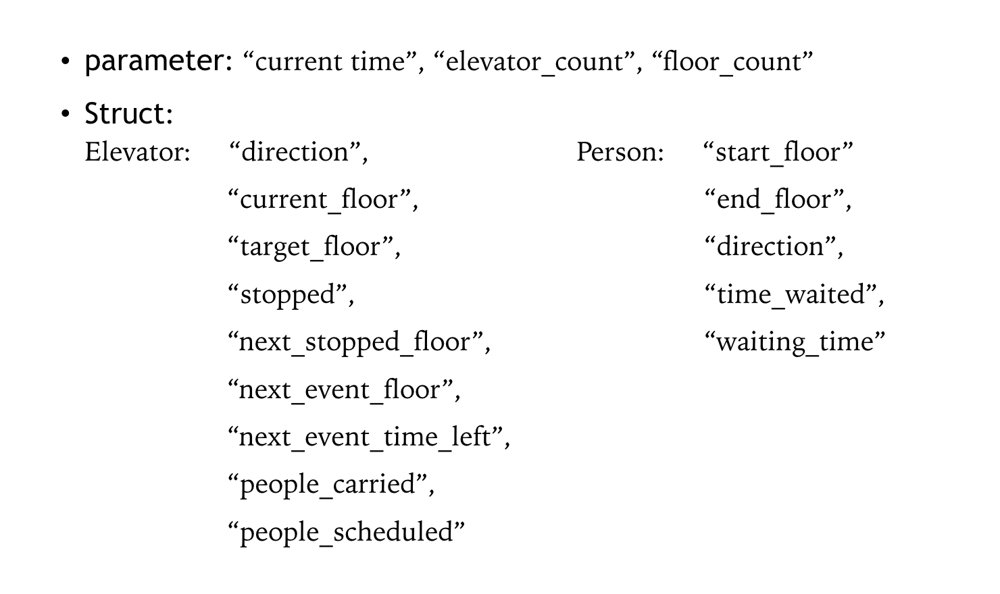 • parameter: “current time”, “elevator_count”, “floor_count”
• Struct:
Elevator: “direction”, Person: “start_floor”
“current_floor”, “end_floor”,
“target_floor”, “direction”,
“stopped”, “time_waited”,
“next_stopped_floor”, “waiting_time”
“next_event_floor”,
“next_event_time_left”,
“people_carried”,
“people_scheduled”